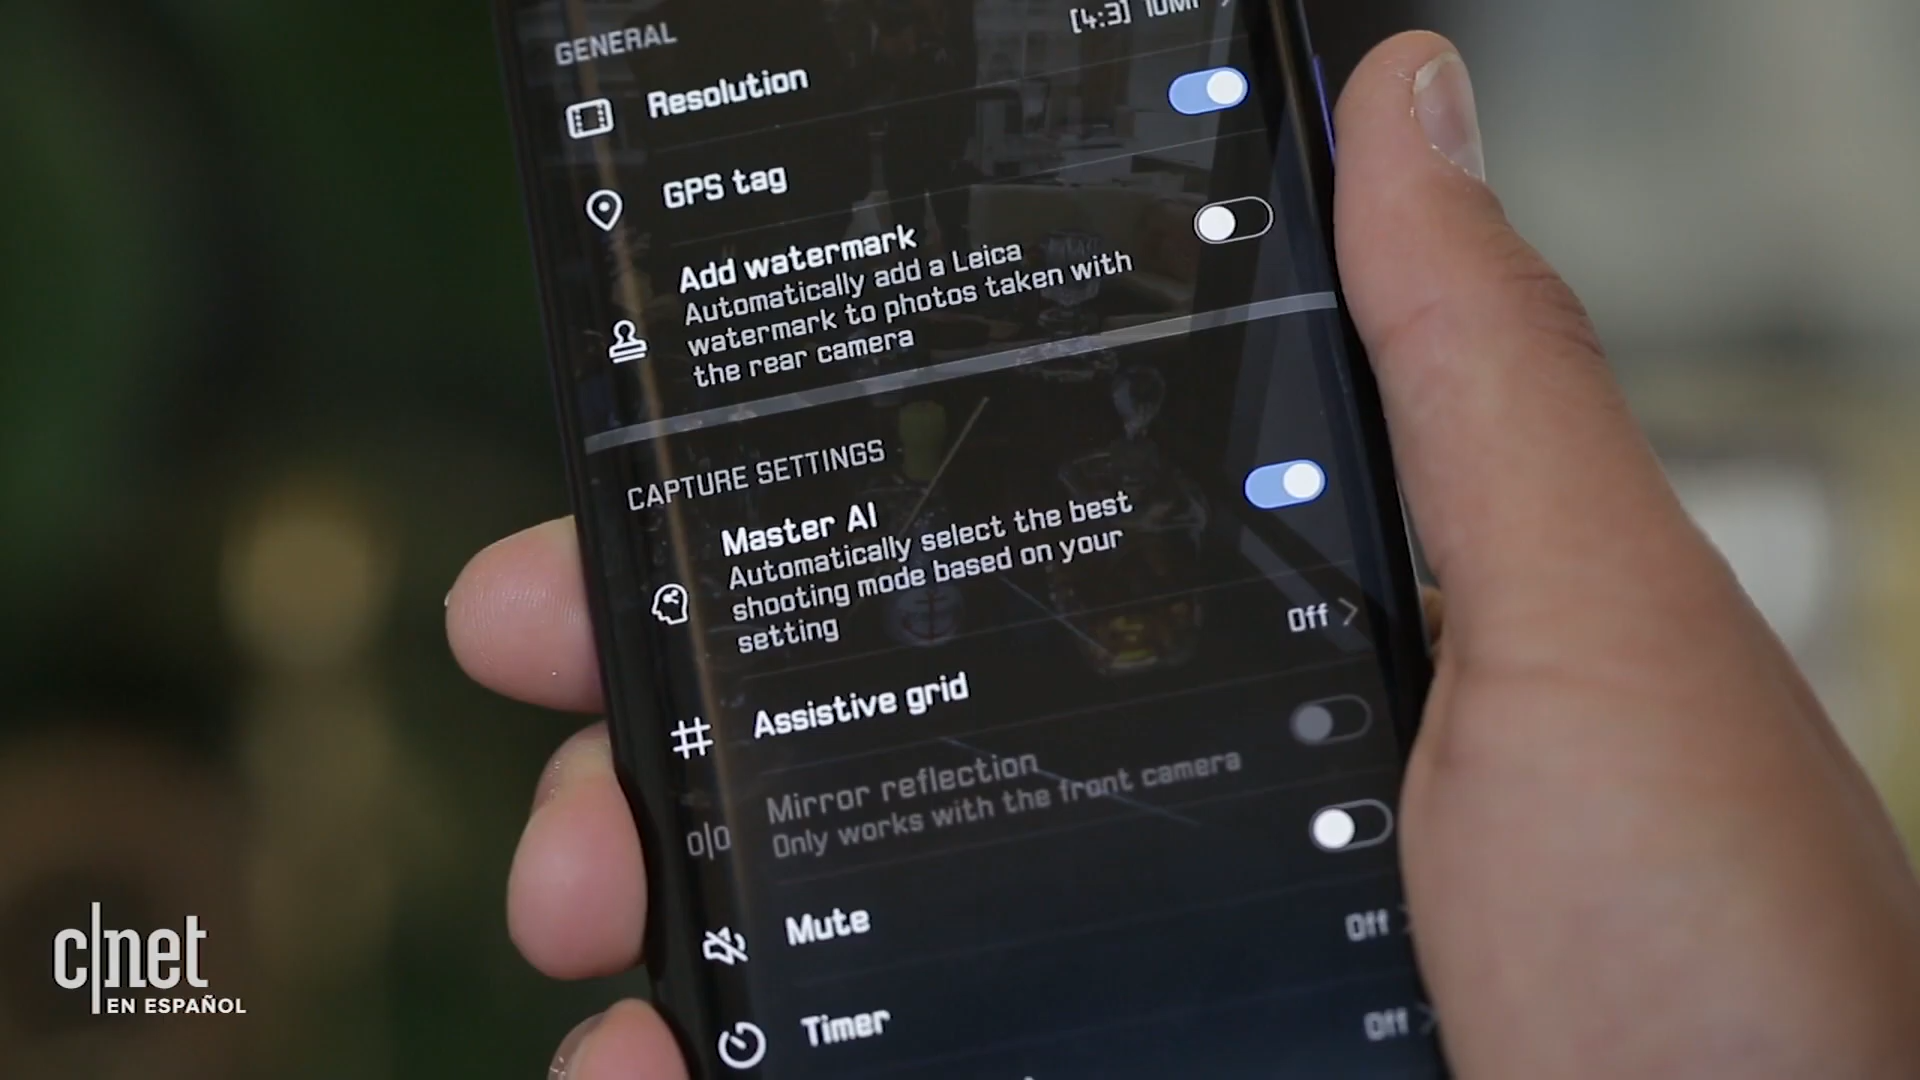 GENERAL
Resolution
[4:3] 10MP
GPS tag
Add watermark
Automatically add a Leica
watermark to photos taken with
the rear camera
CAPTURE SETTINGS
Master AI
Automatically select the best
shooting mode based on your
setting
Assistive grid
Off
Mirror reflection
Only works with the front camera
Mute
Timer
Off
Off
c|net
EN ESPAÑOL